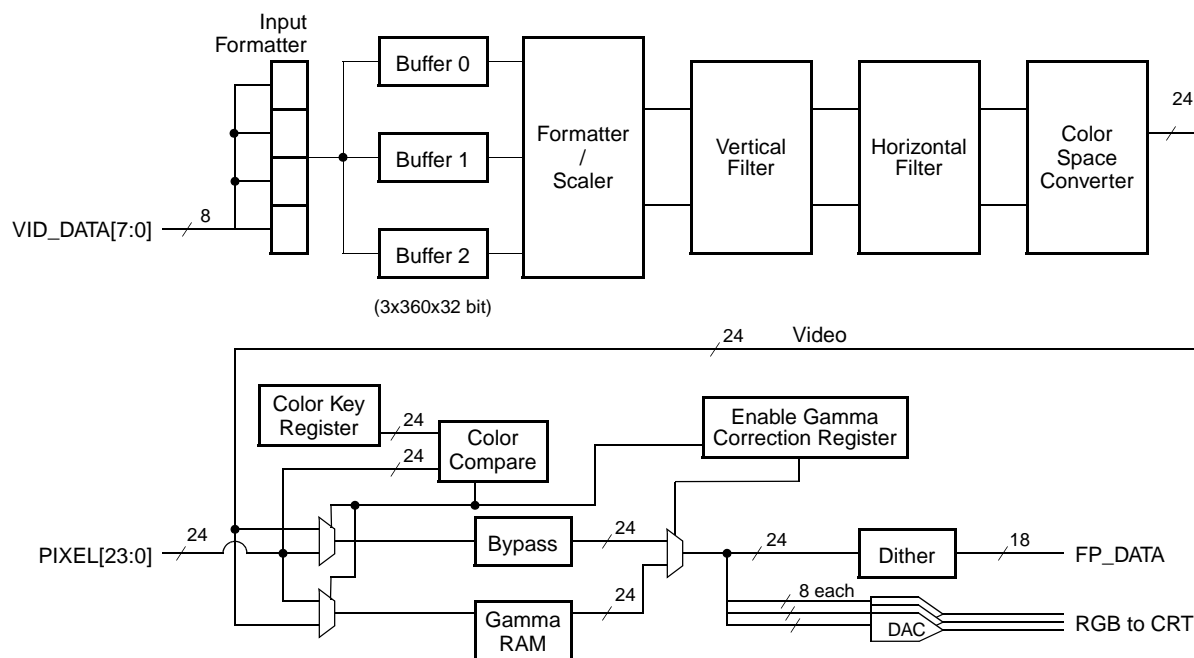 Input
Formatter
Buffer 0
Buffer 1
Buffer 2
(3x360x32 bit)
Formatter
/
Scaler
Vertical
Filter
Horizontal
Filter
Color
Space
Converter
24
VID_DATA[7:0]
8
24
Video
Color Key
Register
24
Color
Compare
24
Enable Gamma
Correction Register
PIXEL[23:0]
24
Bypass
24
24
Dither
18
FP_DATA
Gamma
RAM
24
8 each
DAC
RGB to CRT